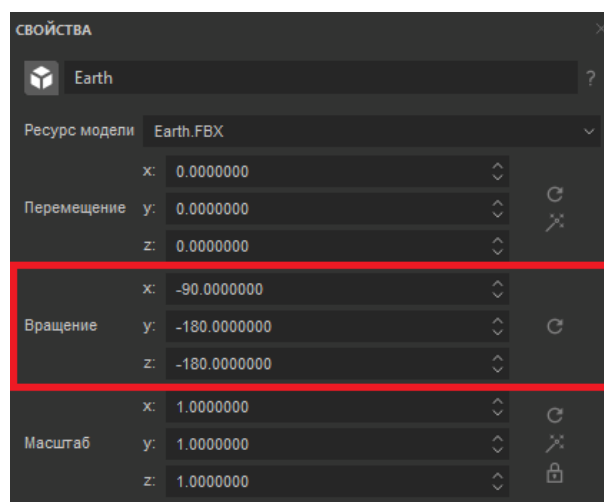 СВОЙСТВА
Earth
?
Ресурс модели Earth.FBX
x: 0.0000000
Перемещение y: 0.0000000
z: 0.0000000
x: -90.0000000
Вращение y: -180.0000000
z: -180.0000000
x: 1.0000000
Масштаб y: 1.0000000
z: 1.0000000